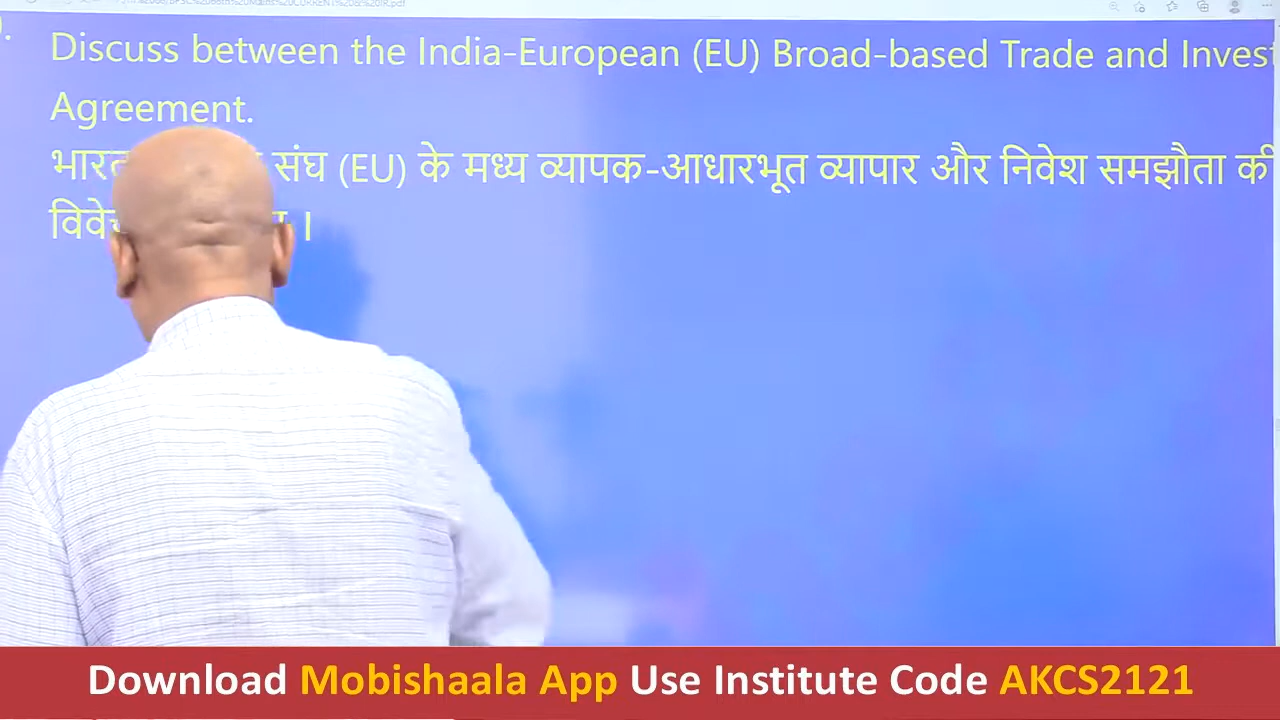 Discuss between the India-European (EU) Broad-based Trade and Invest
Agreement.
संघ (EU) के मध्य व्यापक-आधारभूत व्यापार और निवेश समझौता की
।
Download Mobishaala App Use Institute Code AKCS2121